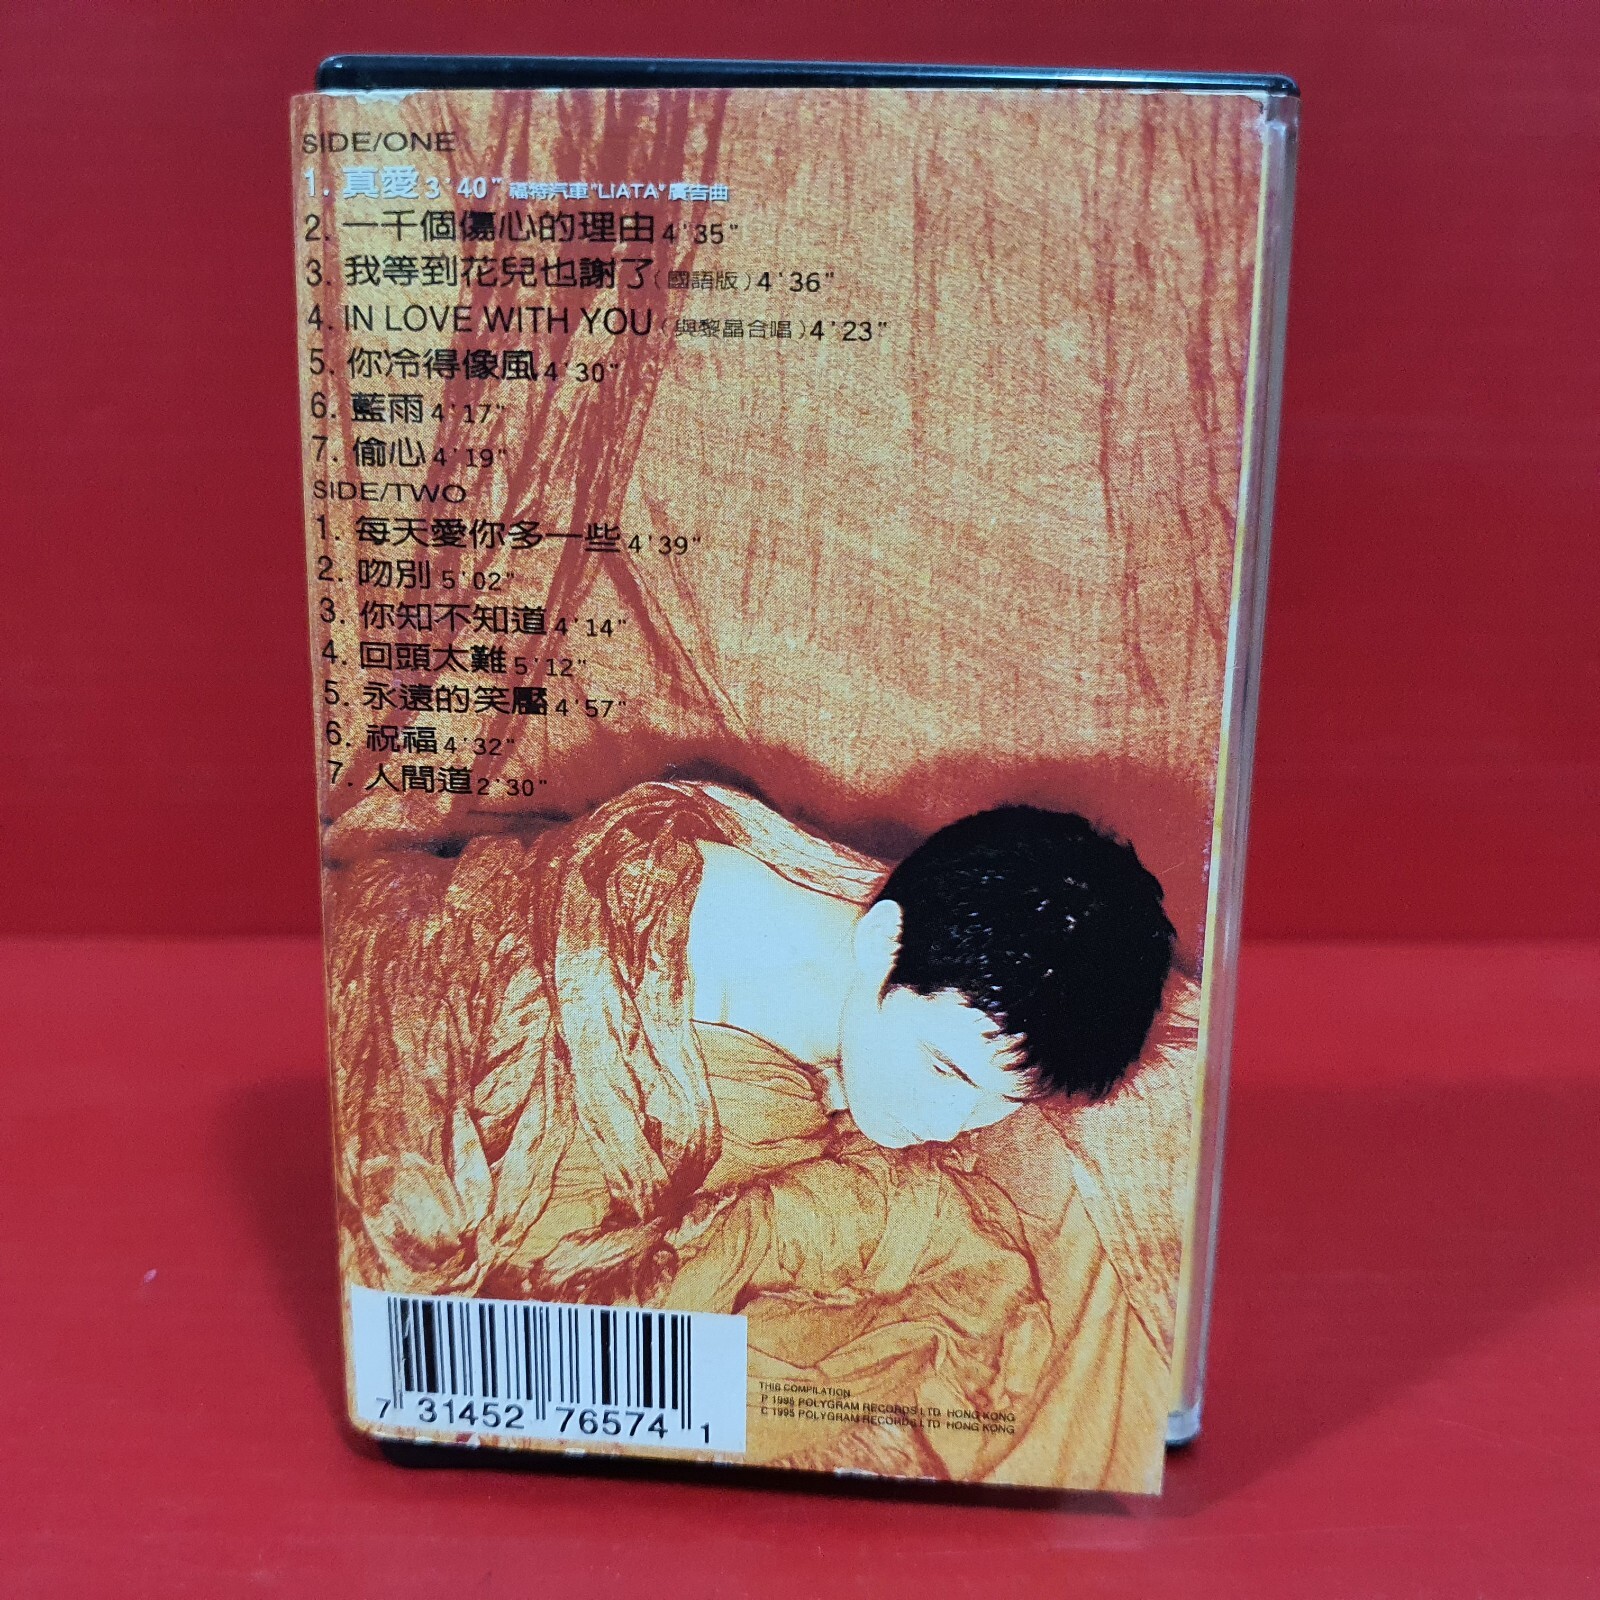 SIDE/ONE
1. 真愛 3'40" 福特汽車"LIATA"廣告曲
2. 一千個傷心的理由 4'35"
3. 我等到花兒也謝了(國語版) 4'36"
4. IN LOVE WITH YOU (與黎晶合唱) 4'23"
5. 你冷得像風 4'30"
6. 藍雨 4'17"
7. 偷心 4'19"
SIDE/TWO
1. 每天愛你多一些 4'39"
2. 吻別 5'02"
3. 你知不知道 4'14"
4. 回頭太難 5'12"
5. 永遠的笑壓 4'57"
6. 祝福 4'32"
7. 人間道 2'30"
THIS COMPILATION
P 1995 POLYGRAM RECORDS LTD HONG KONG
C 1995 POLYGRAM RECORDS LTD HONG KONG
7 31452 76574 1